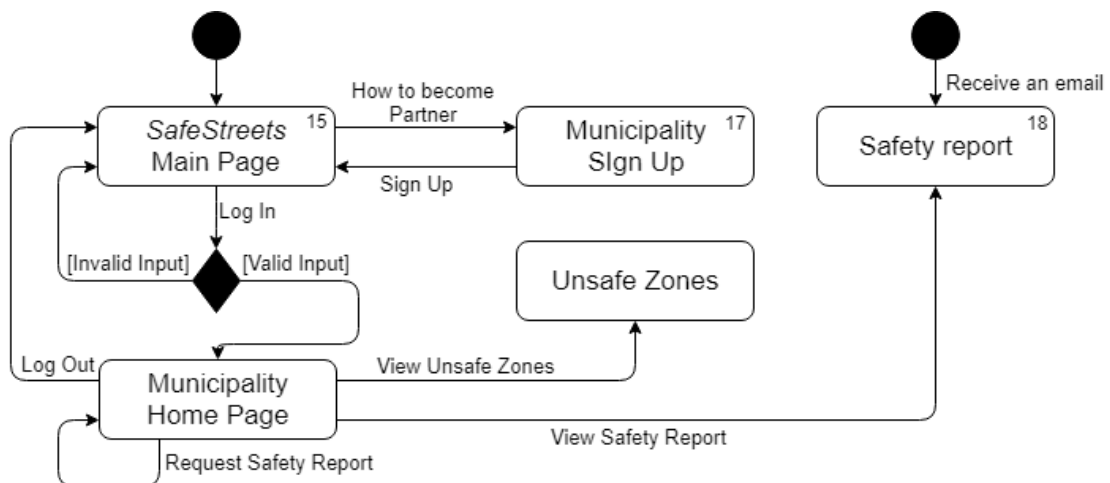 Receive an email
SafeStreets 15
Main Page
How to become
Partner
Municipality 17
SIgn Up
Safety report 18
Sign Up
Log In
[Invalid Input]
[Valid Input]
Unsafe Zones
Log Out
Municipality
Home Page
View Unsafe Zones
View Safety Report
Request Safety Report